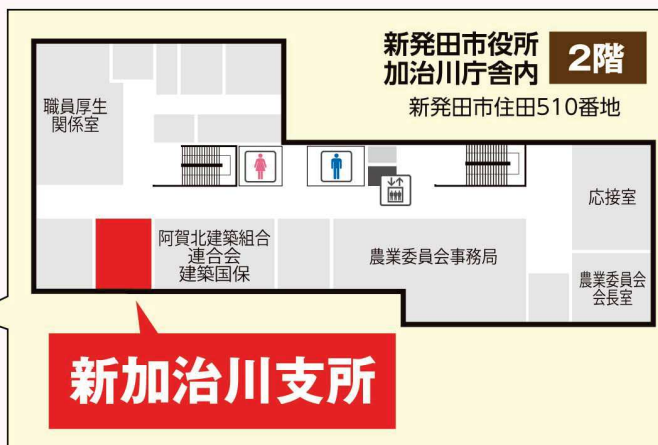 新発田市役所
加治川庁舎内
2階
新発田市住田510番地
職員厚生
関係室
応接室
阿賀北建築組合
連合会
建築国保
農業委員会事務局
農業委員会
会長室
新加治川支所